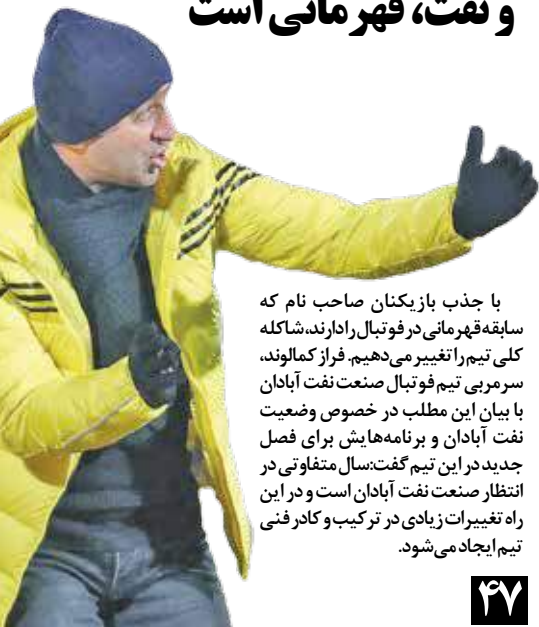 و نفت، قهرمانی است
با جذب بازیکنان صاحب نام که
سابقه قهرمانی در فوتبال را دارند، شاکله
کلی تیم را تغییر می‌دهیم. فراز کمالوند،
سرمربی تیم فوتبال صنعت نفت آبادان
با بیان این مطلب در خصوص وضعیت
نفت آبادان و برنامه‌هایش برای فصل
جدید در این تیم گفت: سال متفاوتی در
انتظار صنعت نفت آبادان است و در این
راه تغییرات زیادی در ترکیب و کادر فنی
تیم ایجاد می‌شود.
۴۷